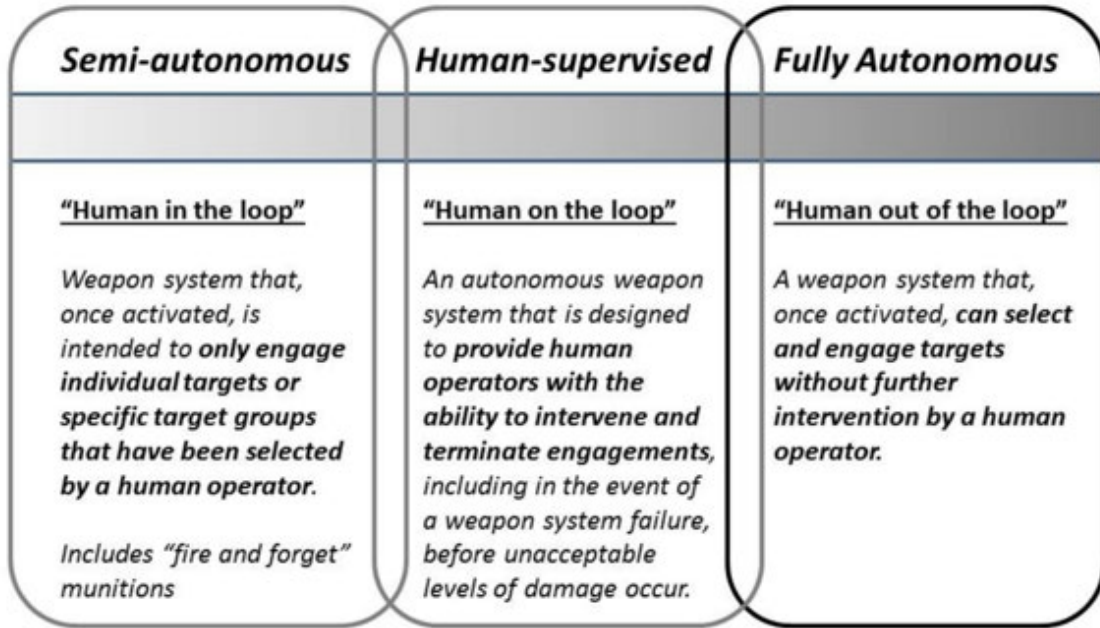 Semi-autonomous
Human-supervised
Fully Autonomous
“Human in the loop”
Weapon system that,
once activated, is
intended to only engage
individual targets or
specific target groups
that have been selected
by a human operator.
Includes “fire and forget”
munitions
“Human on the loop”
An autonomous weapon
system that is designed
to provide human
operators with the
ability to intervene and
terminate engagements,
including in the event of
a weapon system failure,
before unacceptable
levels of damage occur.
“Human out of the loop”
A weapon system that,
once activated, can select
and engage targets
without further
intervention by a human
operator.